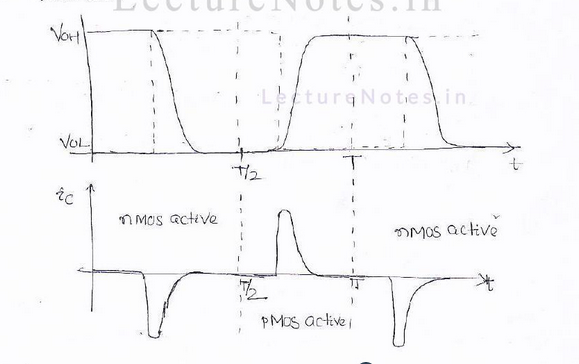 LectureNotes.in
VOH
LectureNotes.in
VOL
T/2
T
t
ic
nMOS active
nMOS active
T/2
T
t
pMOS active